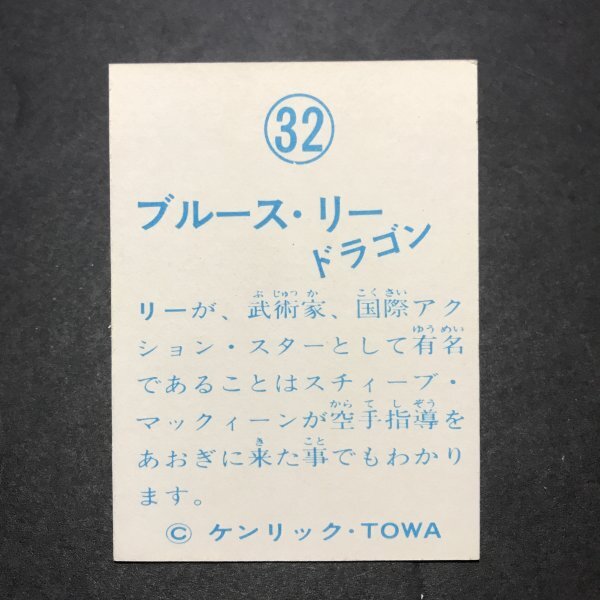 32
ブルース・リー
ドラゴン
リーが、武術家、国際アク
ション・スターとして有名
であることはスティーブ・
マックィーンが空手指導を
あおぎに来た事でもわかり
ます。
© ケンリック・TOWA